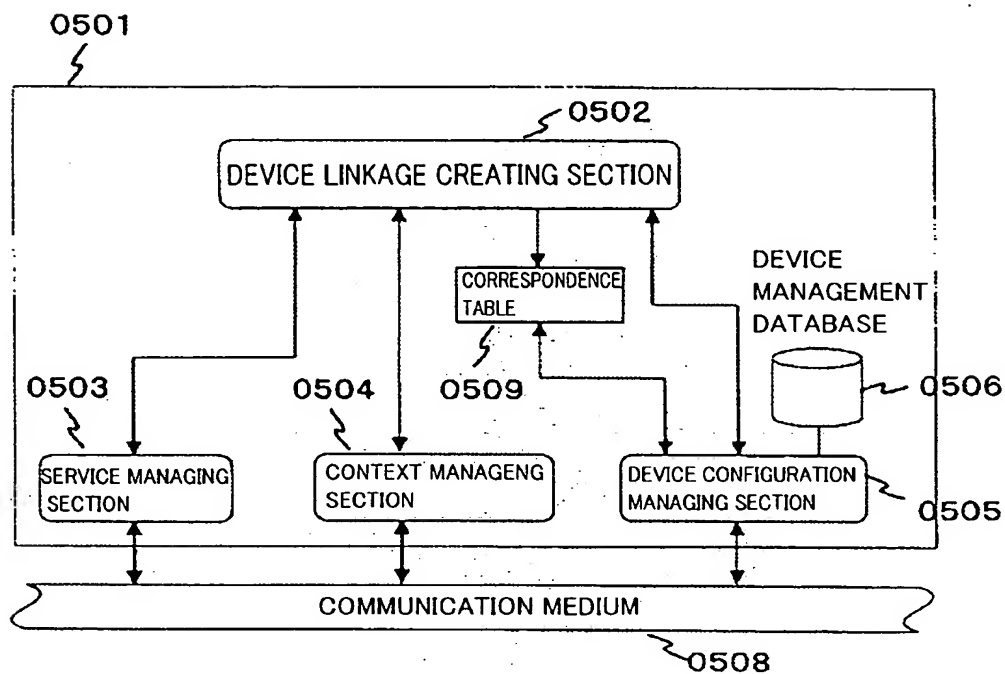 0501
0502
DEVICE LINKAGE CREATING SECTION
CORRESPONDENCE
TABLE
DEVICE
MANAGEMENT
DATABASE
0509
0506
0503
0504
SERVICE MANAGING
SECTION
CONTEXT MANAGENG
SECTION
DEVICE CONFIGURATION
MANAGING SECTION
0505
COMMUNICATION MEDIUM
0508